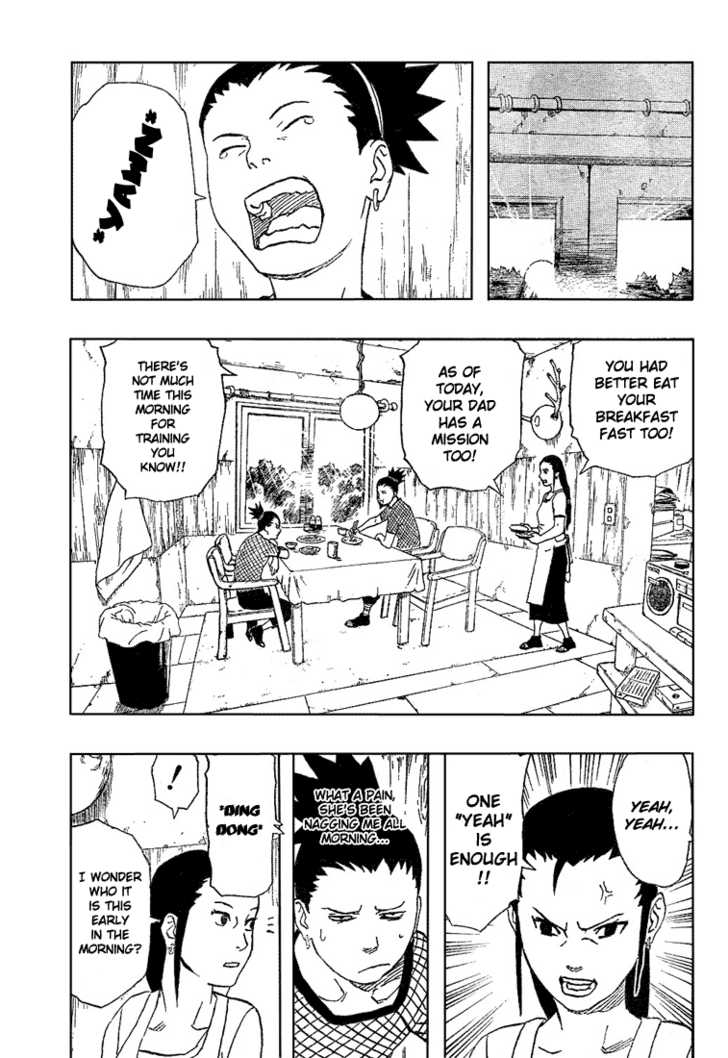 *YAWN*
YOU HAD
BETTER EAT
YOUR
BREAKFAST
FAST TOO!
AS OF
TODAY,
YOUR DAD
HAS A
MISSION
TOO!
THERE'S
NOT MUCH
TIME THIS
MORNING
FOR
TRAINING
YOU
KNOW!!
YEAH,
YEAH...
ONE
"YEAH"
IS
ENOUGH
!!
WHAT A PAIN,
SHE'S BEEN
NAGGING ME ALL
MORNING...
*DING
DONG*
!
I WONDER
WHO IT
IS THIS
EARLY
IN THE
MORNING?